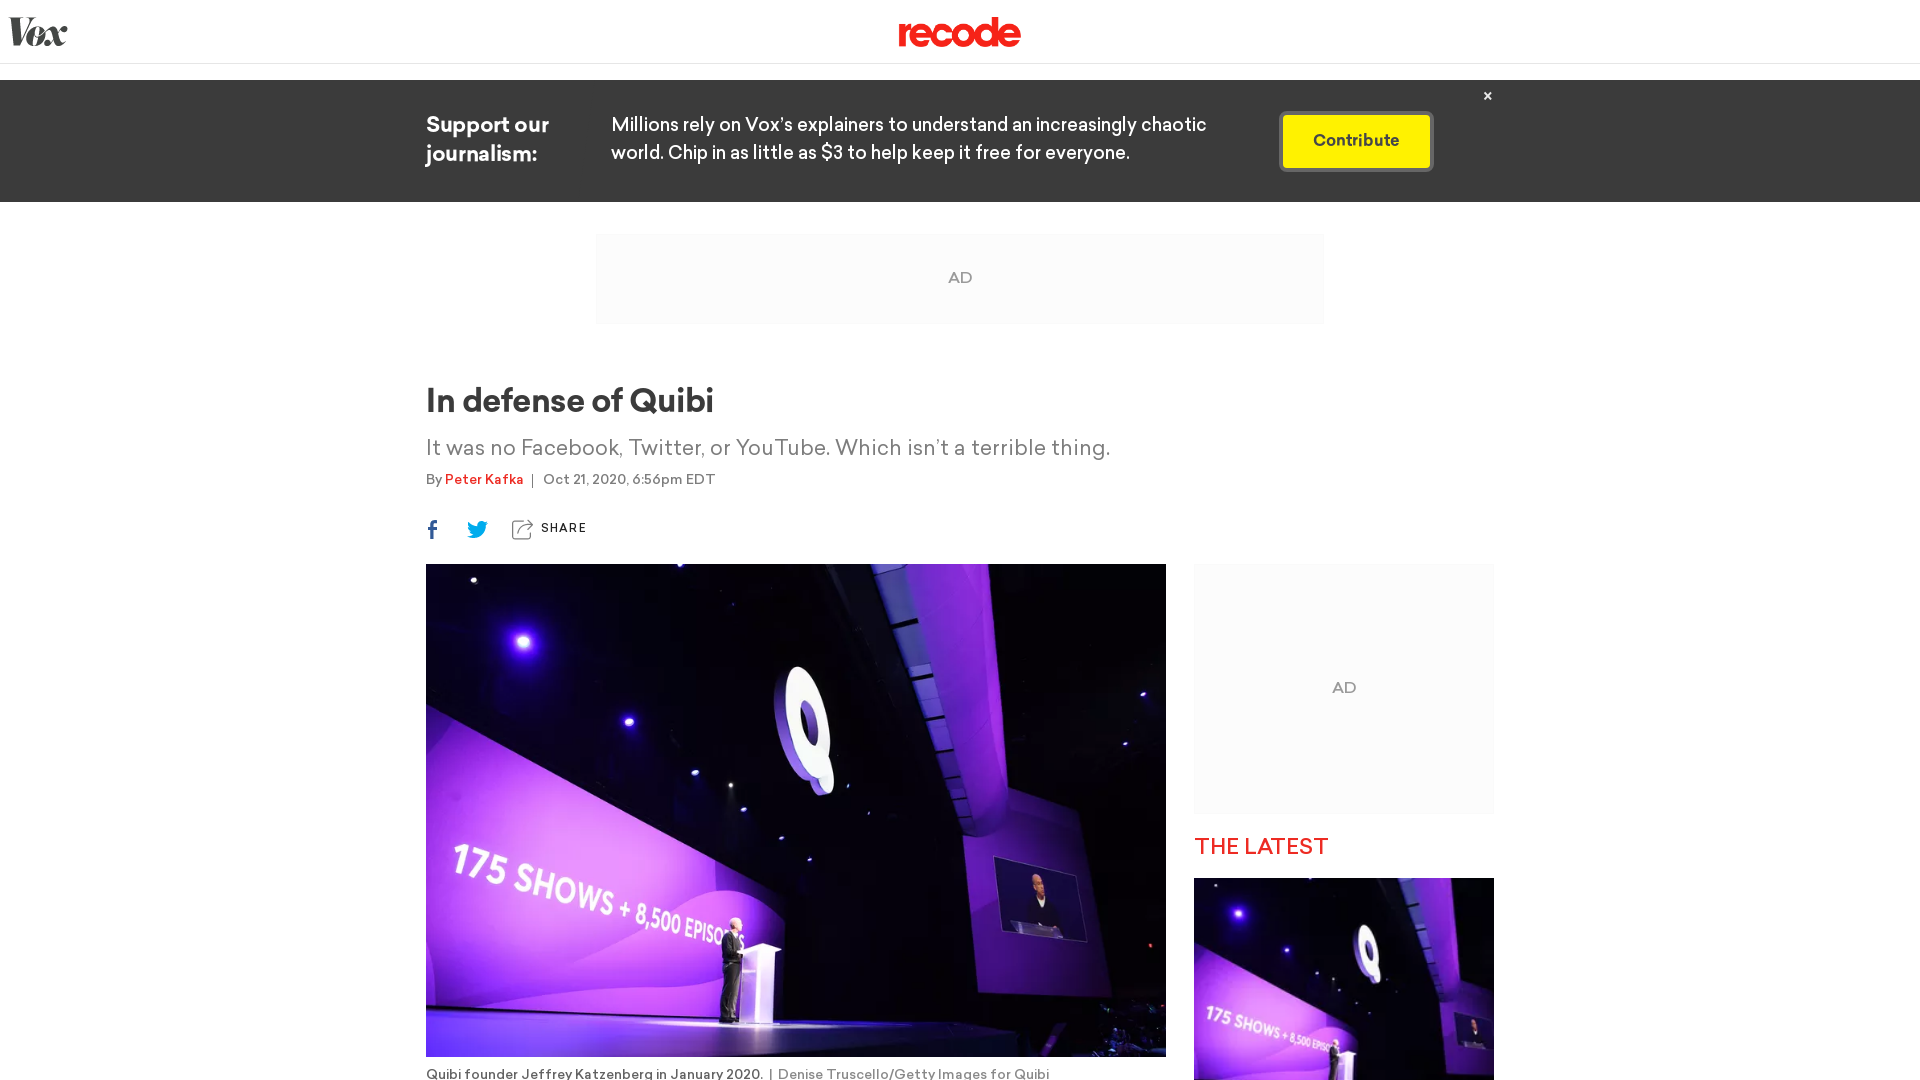 Vox
recode
×
Support our
journalism:
Millions rely on Vox’s explainers to understand an increasingly chaotic
world. Chip in as little as $3 to help keep it free for everyone.
Contribute
AD
In defense of Quibi
It was no Facebook, Twitter, or YouTube. Which isn’t a terrible thing.
By Peter Kafka | Oct 21, 2020, 6:56pm EDT
SHARE
Q
175 SHOWS + 8,500 EPISODES
Quibi founder Jeffrey Katzenberg in January 2020. | Denise Truscello/Getty Images for Quibi
AD
THE LATEST
Q
175 SHOWS + 8,500 EPISODES